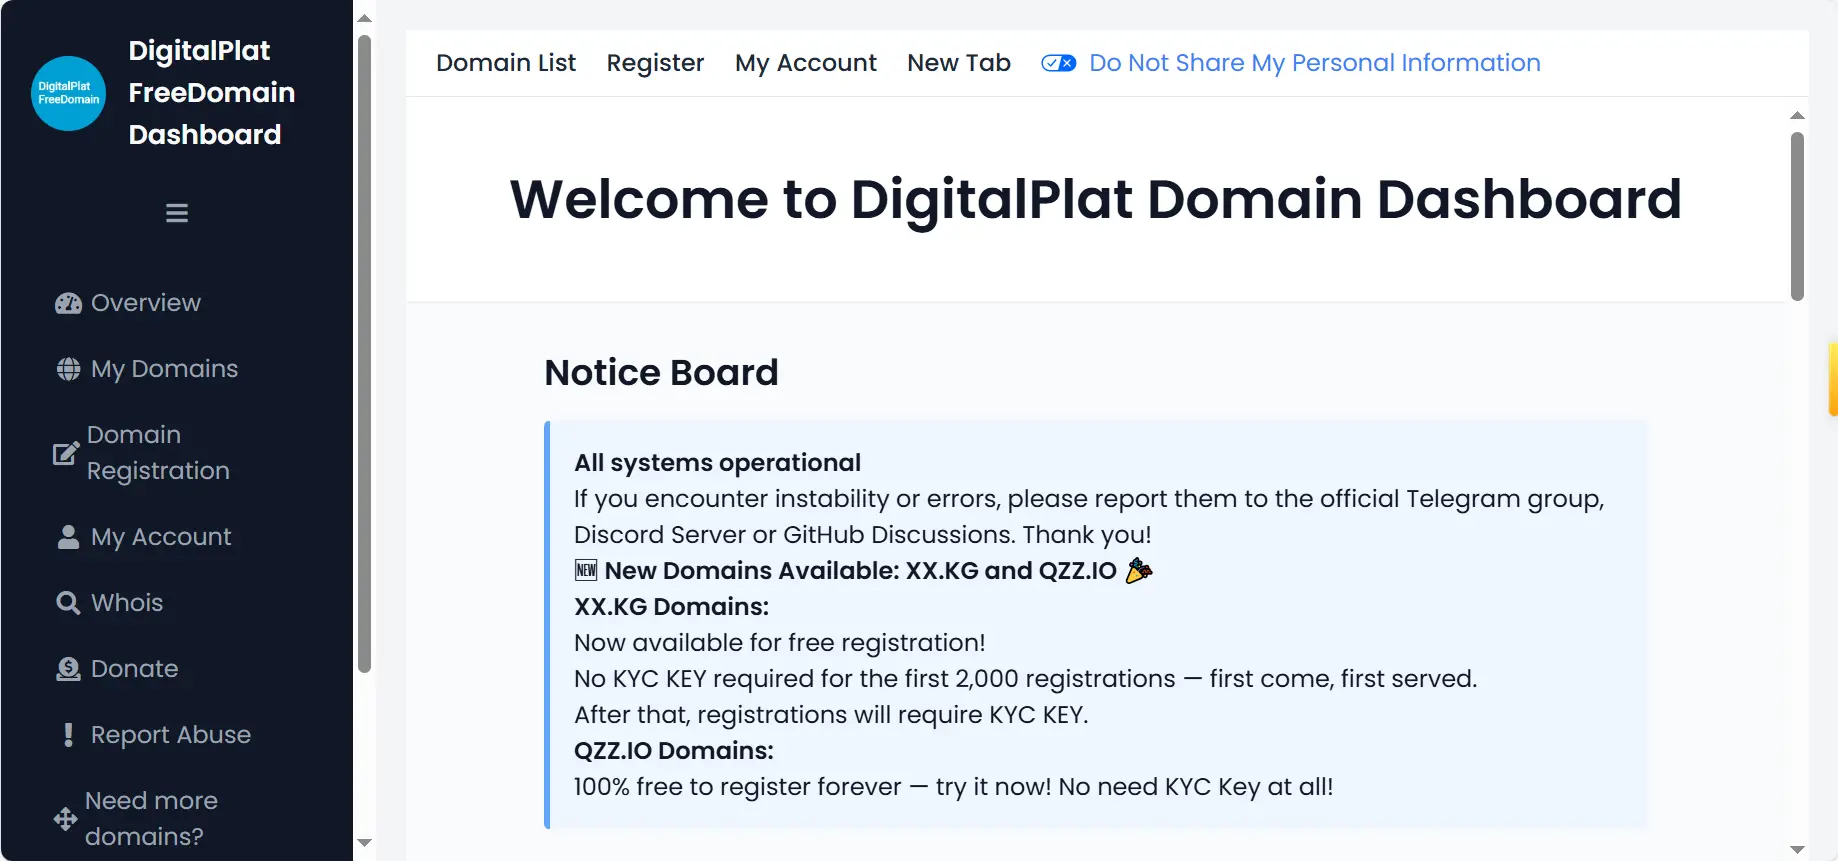 DigitalPlat
FreeDomain
DigitalPlat
FreeDomain
Dashboard
Overview
My Domains
Domain
Registration
My Account
Whois
Donate
Report Abuse
Need more
domains?
Domain List
Register
My Account
New Tab
Do Not Share My Personal Information
Welcome to DigitalPlat Domain Dashboard
Notice Board
All systems operational
If you encounter instability or errors, please report them to the official Telegram group,
Discord Server or GitHub Discussions. Thank you!
🆕 New Domains Available: XX.KG and QZZ.IO 🎉
XX.KG Domains:
Now available for free registration!
No KYC KEY required for the first 2,000 registrations — first come, first served.
After that, registrations will require KYC KEY.
QZZ.IO Domains:
100% free to register forever — try it now! No need KYC Key at all!